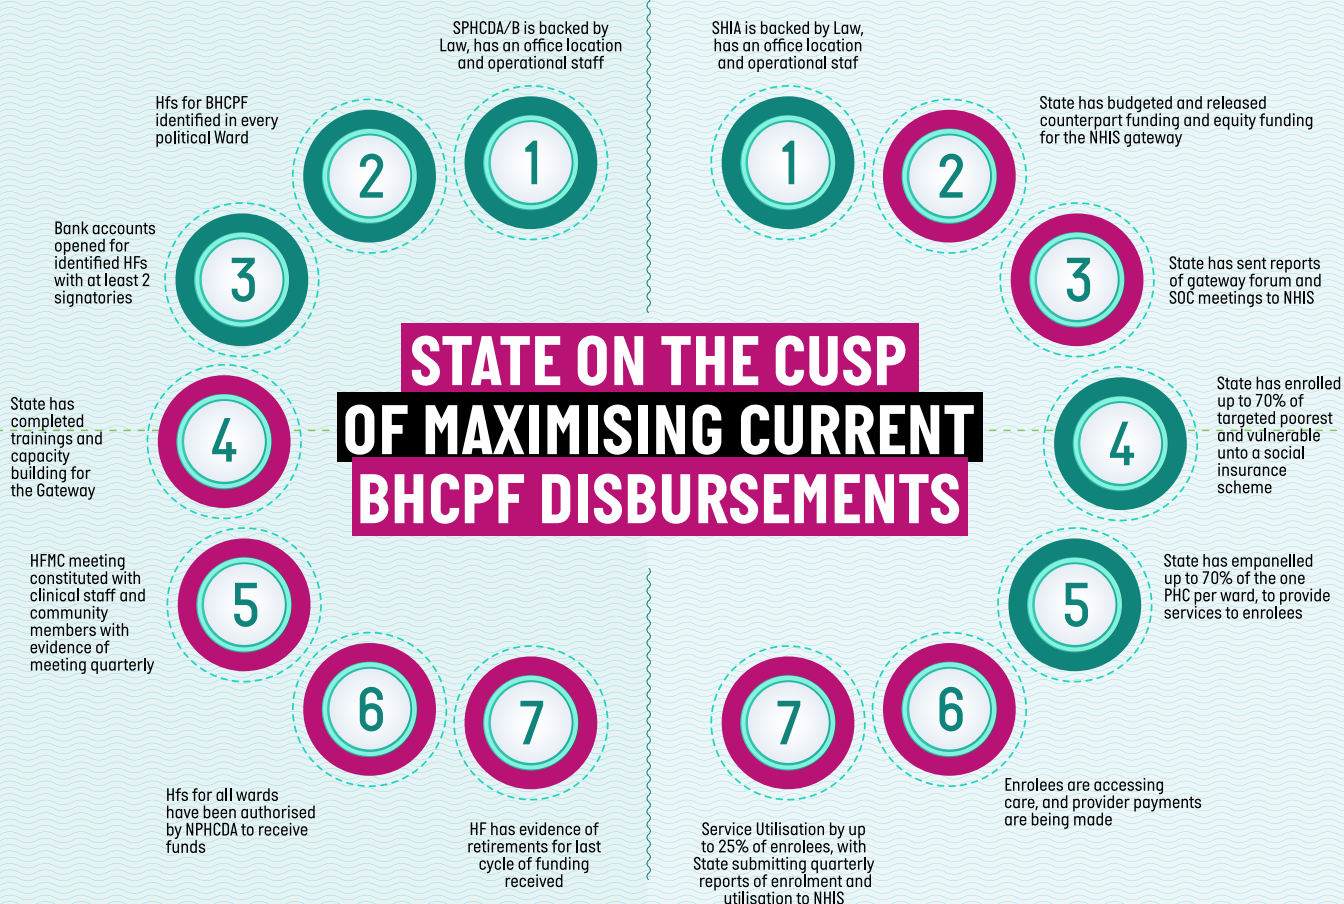 SPHCDA/B is backed by
Law, has an office location
and operational staff
1
Hfs for BHCPF
identified in every
political Ward
2
Bank accounts
opened for
identified HFs
with at least 2
signatories
3
State has
completed
trainings and
capacity
building for
the Gateway
4
HFMC meeting
constituted with
clinical staff and
community
members with
evidence of
meeting quarterly
5
6
Hfs for all wards
have been authorised
by NPHCDA to receive
funds
7
HF has evidence of
retirements for last
cycle of funding
received
STATE ON THE CUSP
OF MAXIMISING CURRENT
BHCPF DISBURSEMENTS
SHIA is backed by Law,
has an office location
and operational staf
1
2
State has budgeted and released
counterpart funding and equity funding
for the NHIS gateway
3
State has sent reports
of gateway forum and
SOC meetings to NHIS
4
State has enrolled
up to 70% of
targeted poorest
and vulnerable
unto a social
insurance
scheme
5
State has empanelled
up to 70% of the one
PHC per ward, to provide
services to enrolees
6
Enrolees are accessing
care, and provider payments
are being made
7
Service Utilisation by up
to 25% of enrolees, with
State submitting quarterly
reports of enrolment and
utilisation to NHIS